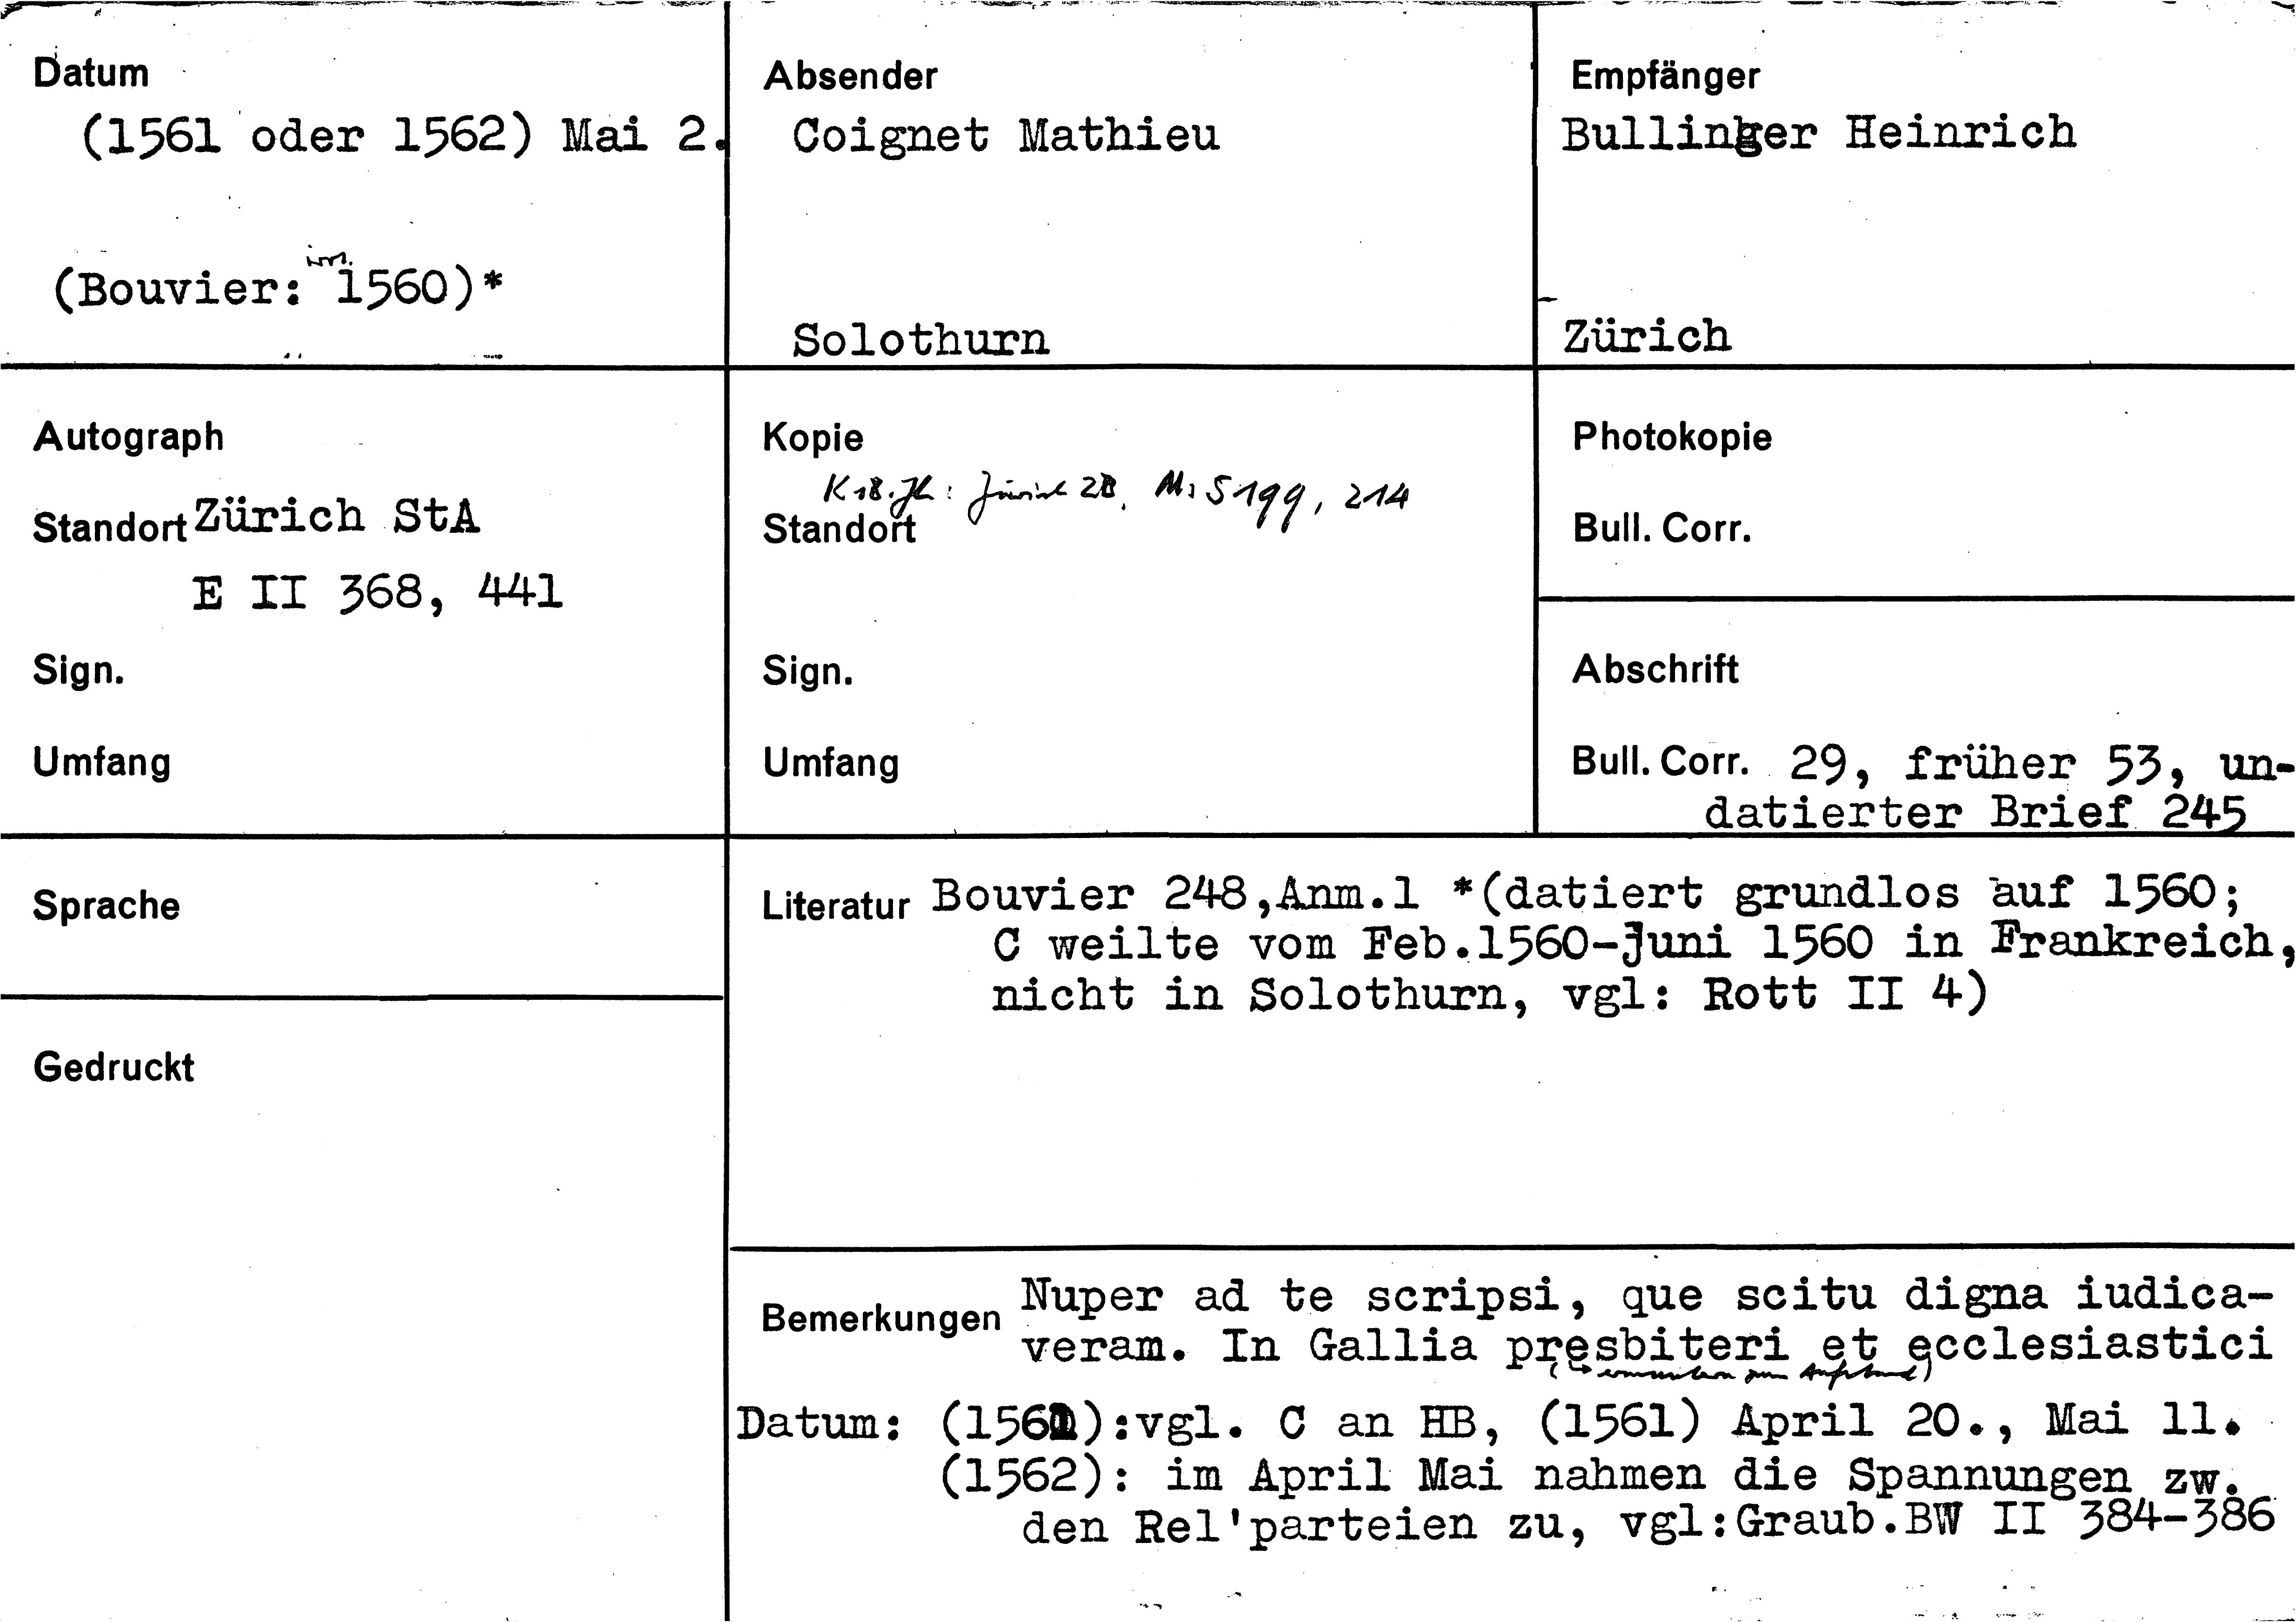 Datum
(1561 oder 1562) Mai 2.
(Bouvier: 1560)*
Absender
Coignet Mathieu
Solothurn
Empfänger
Bullinger Heinrich
Zürich
Autograph
Standort Zürich StA
E II 368, 441
Sign.
Umfang
Kopie
K 18. Jh: Zürich ZB, Ms S 199, 214
Standort
Sign.
Umfang
Photokopie
Bull. Corr.
Abschrift
Bull. Corr. 29, früher 53, un-
datierter Brief 245
Sprache
Gedruckt
Literatur Bouvier 248,Anm.1 *(datiert grundlos auf 1560;
C weilte vom Feb.1560-Juni 1560 in Frankreich,
nicht in Solothurn, vgl: Rott II 4)
Bemerkungen Nuper ad te scripsi, que scitu digna iudica-
veram. In Gallia presbiteri et ecclesiastici
zum Aufstand)
Datum: (1561):vgl. C an HB, (1561) April 20., Mai 11.
(1562): im April Mai nahmen die Spannungen zw.
den Rel'parteien zu, vgl:Graub.BW II 384-386